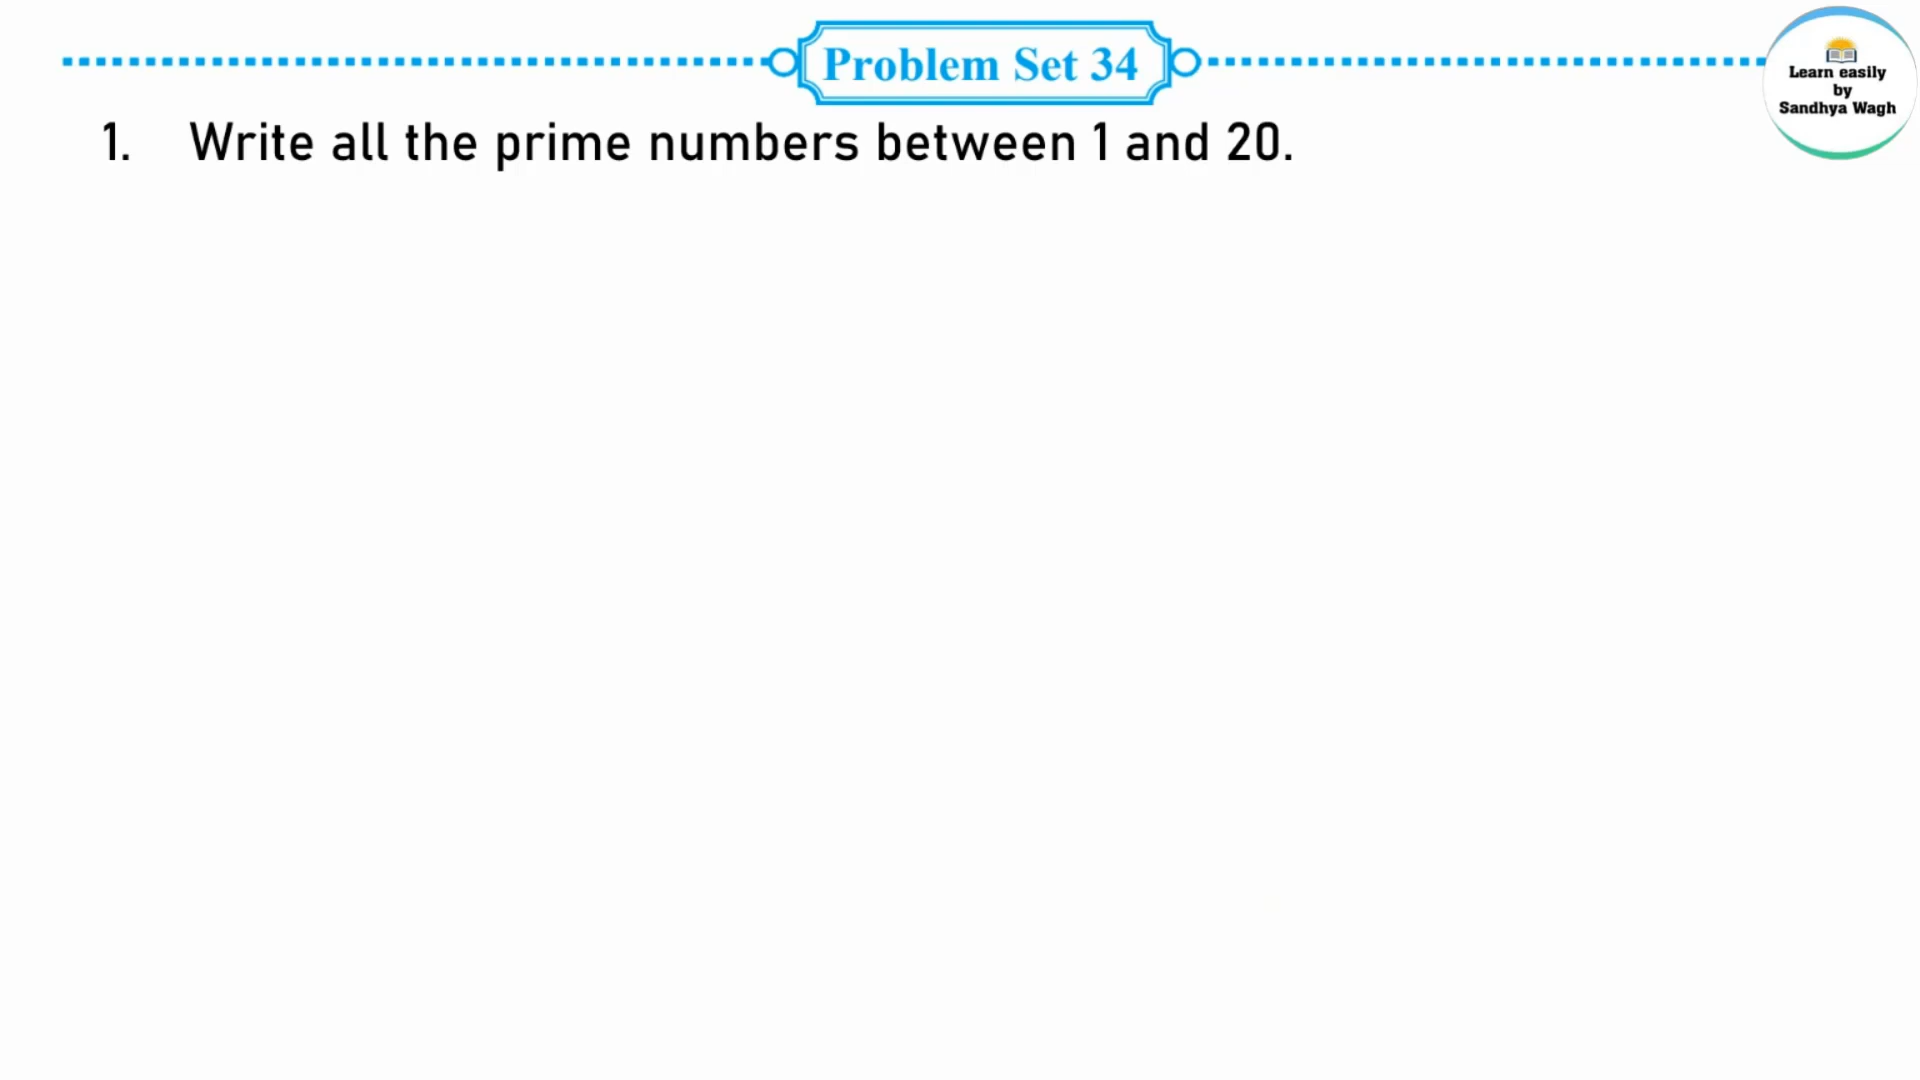 Problem Set 34
Learn easily
by
Sandhya Wagh
1. Write all the prime numbers between 1 and 20.